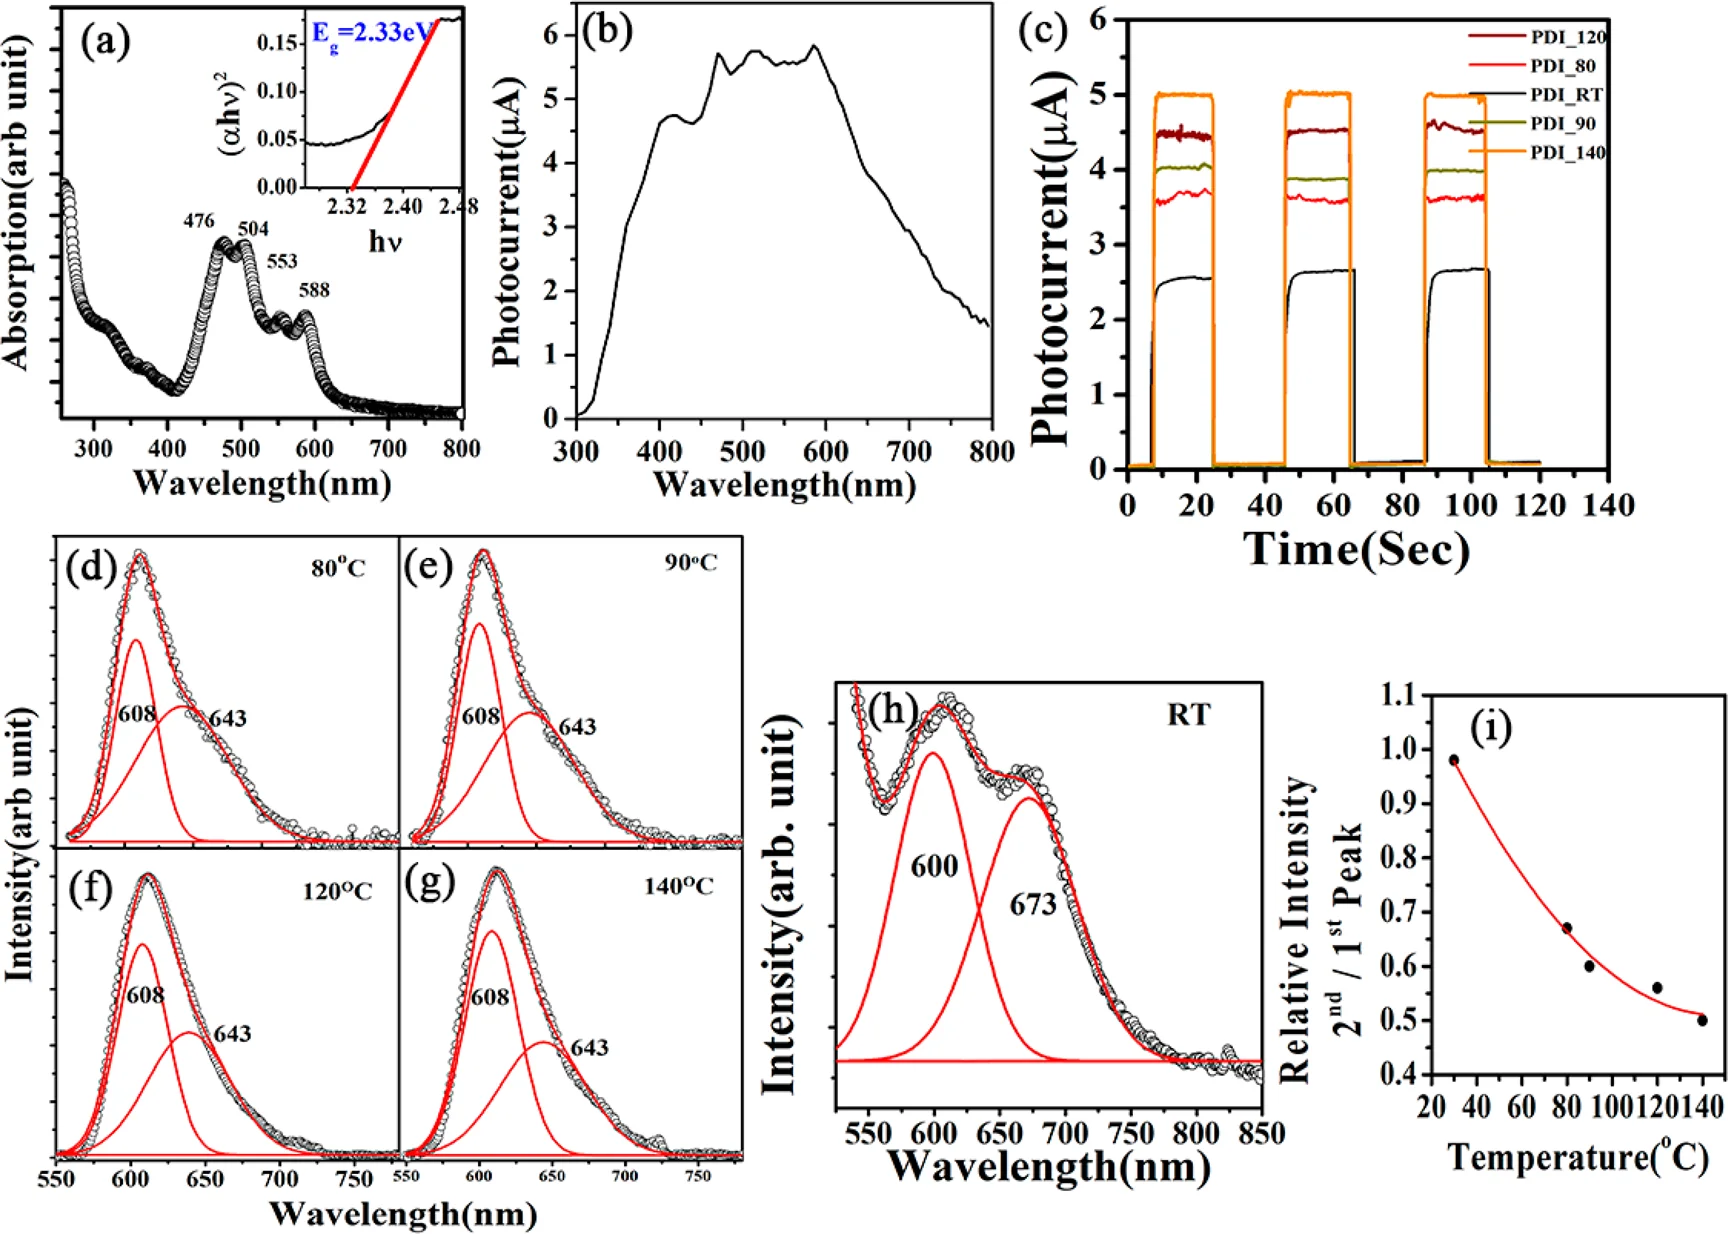 (a)
E_g=2.33eV
(αhν)²
0.15
0.10
0.05
0.00
2.32 2.40 2.48
hν
476 504
553
588
Absorption(arb unit)
300 400 500 600 700 800
Wavelength(nm)
(b)
Photocurrent(μA)
6
5
4
3
2
1
0
300 400 500 600 700 800
Wavelength(nm)
(c)
Photocurrent(μA)
6
5
4
3
2
1
0
PDI_120
PDI_80
PDI_RT
PDI_90
PDI_140
0 20 40 60 80 100 120 140
Time(Sec)
(d) 80°C
608 643
(e) 90°C
608 643
(f) 120°C
608
643
(g) 140°C
608
643
Intensity(arb unit)
550 600 650 700 750
550 600 650 700 750
Wavelength(nm)
(h) RT
600
673
Intensity(arb. unit)
550 600 650 700 750 800 850
Wavelength(nm)
(i)
Relative Intensity
2nd / 1st Peak
1.1
1.0
0.9
0.8
0.7
0.6
0.5
0.4
20 40 60 80 100 120 140
Temperature(°C)